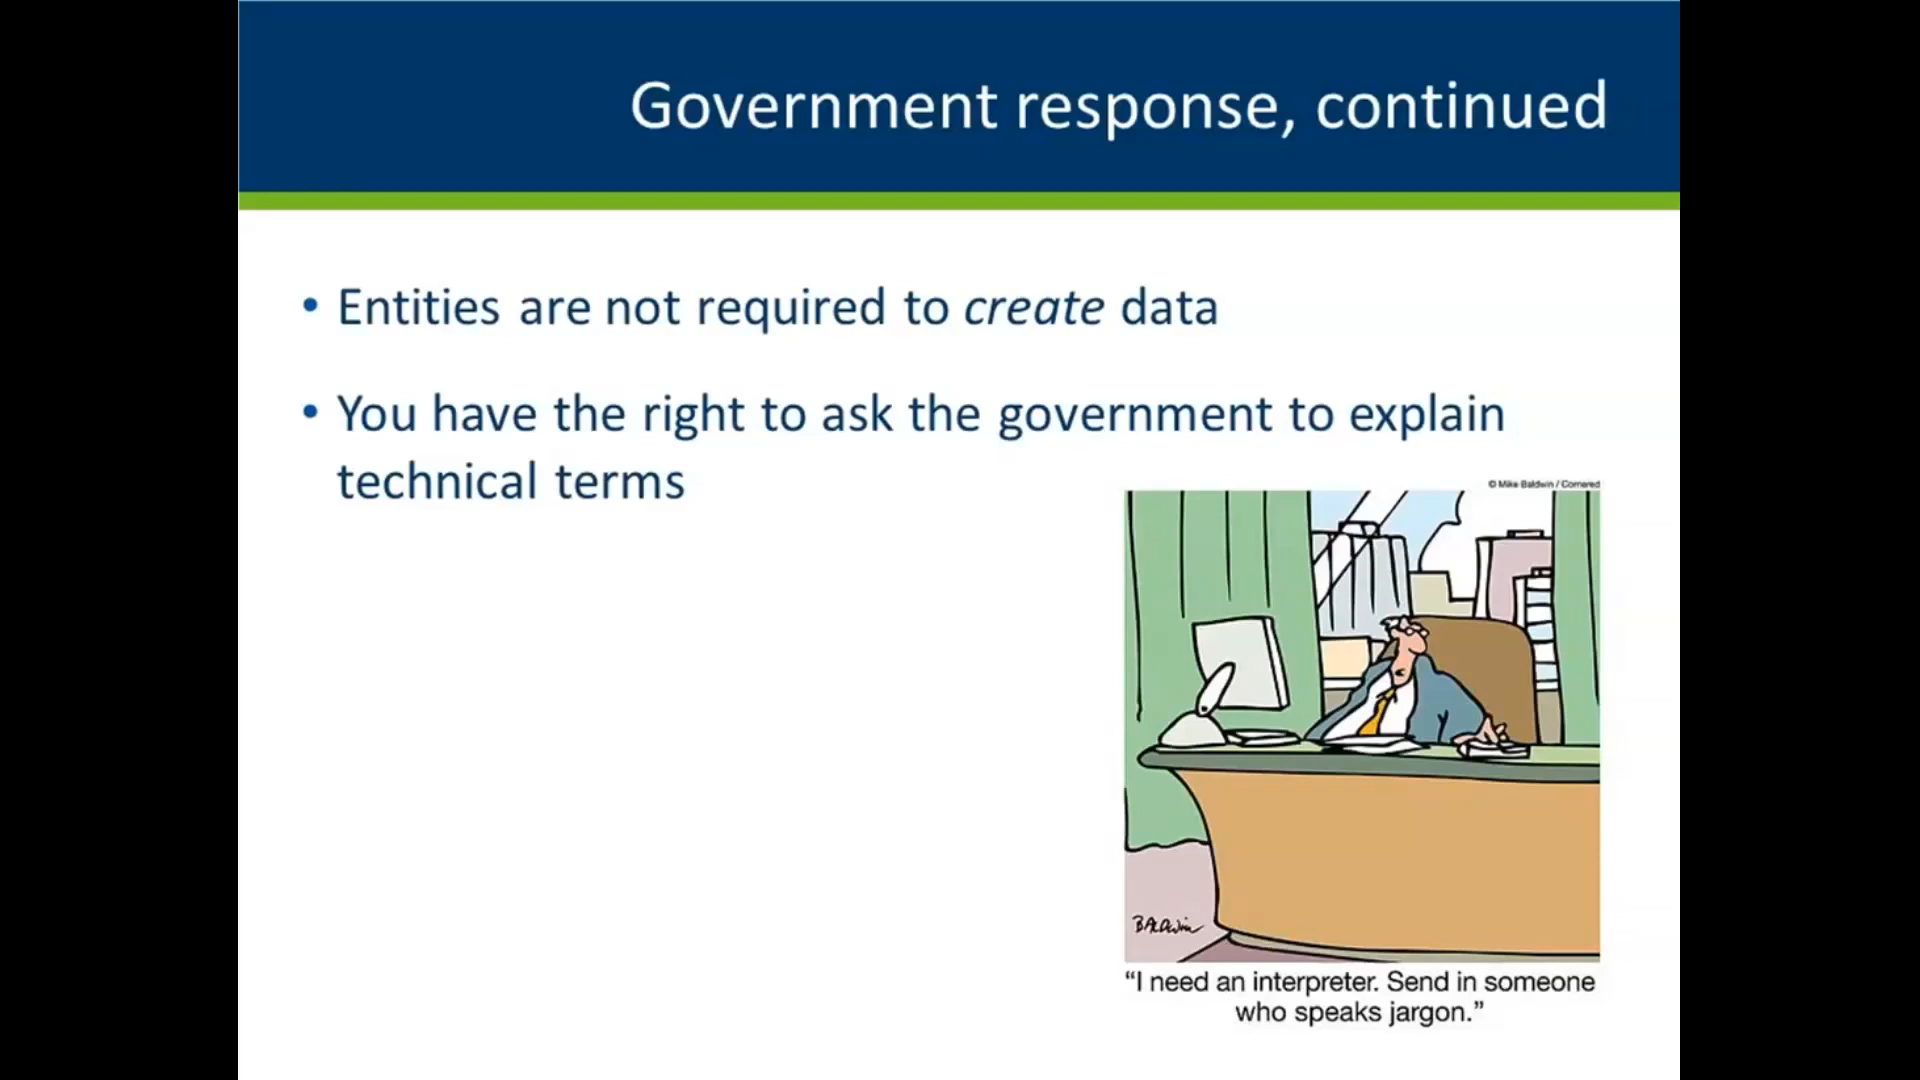 Government response, continued
• Entities are not required to create data
• You have the right to ask the government to explain
technical terms
© Mike Baldwin / Cornered
BALDWIN
“I need an interpreter. Send in someone
who speaks jargon.”